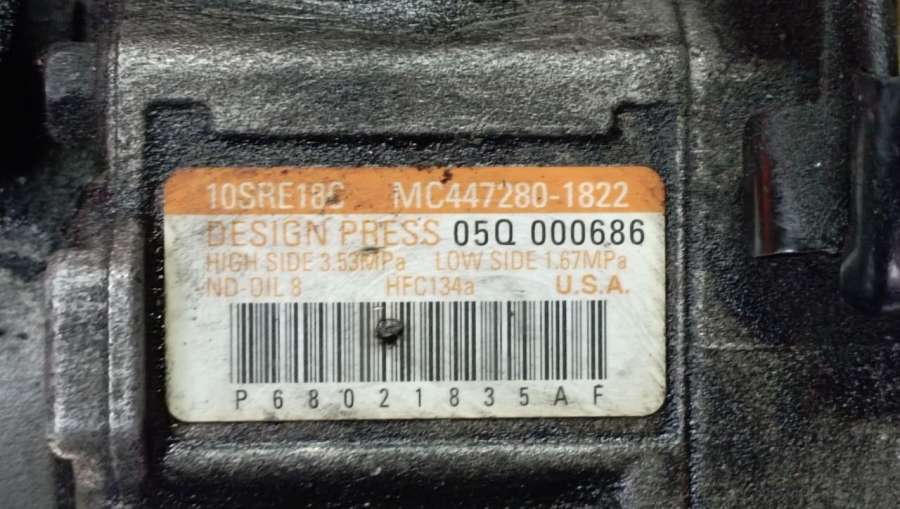 10SRE18C MC447280-1822
DESIGN PRESS 05Q 000686
HIGH SIDE 3.53MPa LOW SIDE 1.67MPa
ND-OIL 8 HFC134a U.S.A.
P68021835AF